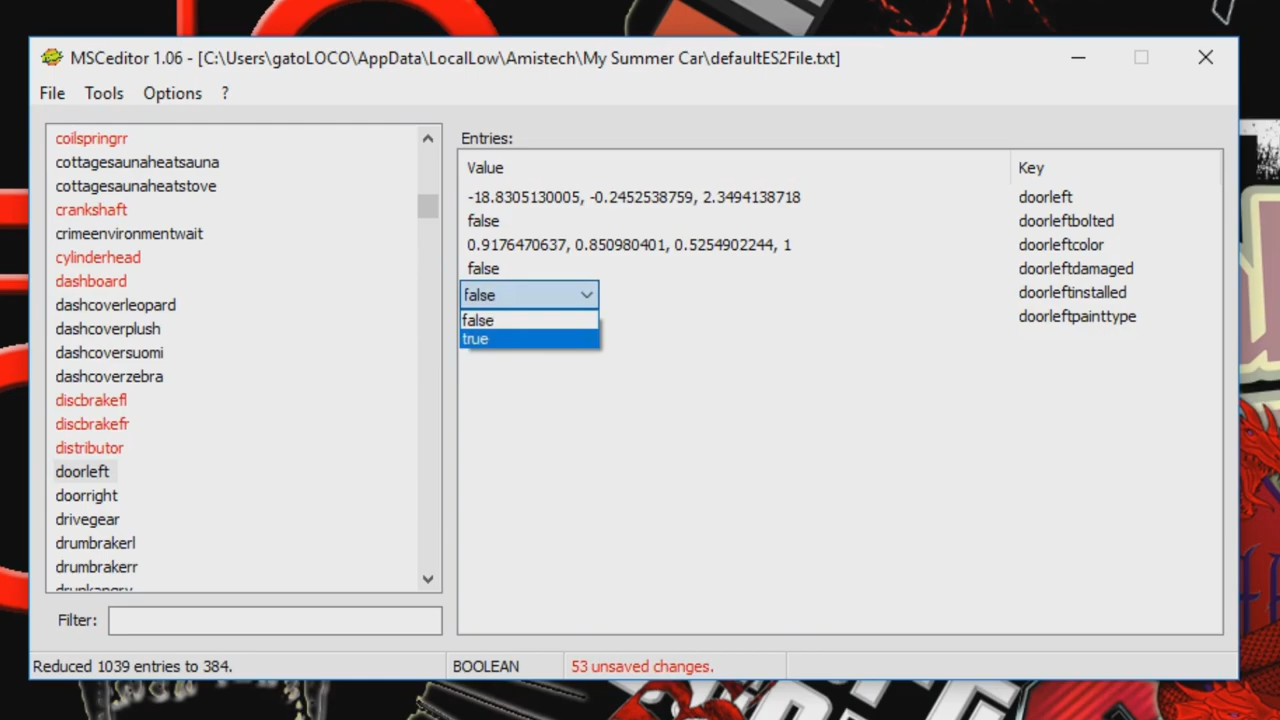 MSCeditor 1.06 - [C:\Users\gatoLOCO\AppData\LocalLow\Amistech\My Summer Car\defaultES2File.txt]
File Tools Options ?
coilspringrr
cottagesaunaheatsauna
cottagesaunaheatstove
crankshaft
crimeenvironmentwait
cylinderhead
dashboard
dashcoverleopard
dashcoverplush
dashcoversuomi
dashcoverzebra
discbrakefl
discbrakefr
distributor
doorleft
doorright
drivegear
drumbrakerl
drumbrakerr
drunkangry
Filter:
Entries:
Value Key
-18.8305130005, -0.2452538759, 2.3494138718 doorleft
false doorleftbolted
0.9176470637, 0.850980401, 0.5254902244, 1 doorleftcolor
false doorleftdamaged
false doorleftinstalled
false doorleftpainttype
true
Reduced 1039 entries to 384. BOOLEAN 53 unsaved changes.